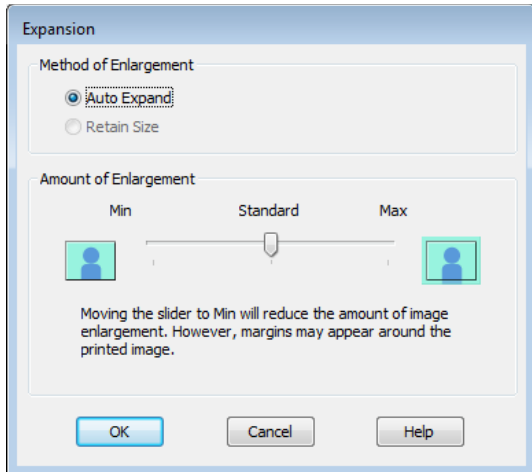 Expansion
Method of Enlargement
Auto Expand
Retain Size
Amount of Enlargement
Min Standard Max
Moving the slider to Min will reduce the amount of image
enlargement. However, margins may appear around the
printed image.
OK Cancel Help